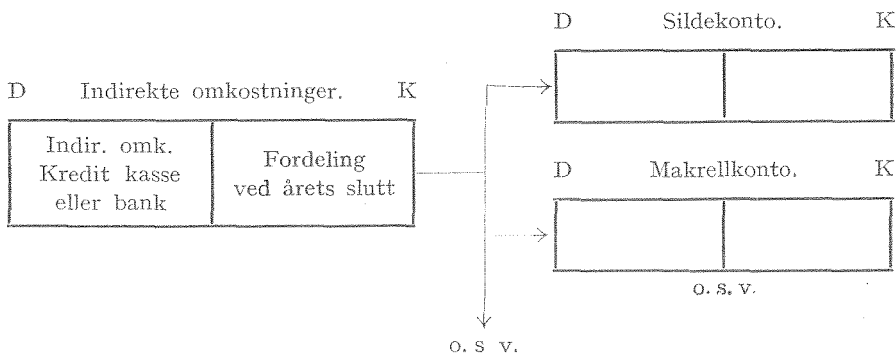 D Sildekonto. K
D Indirekte omkostninger. K
Indir. omk.
Kredit kasse
eller bank
Fordeling
ved årets slutt
D Makrellkonto. K
o. s. v.
o. s v.